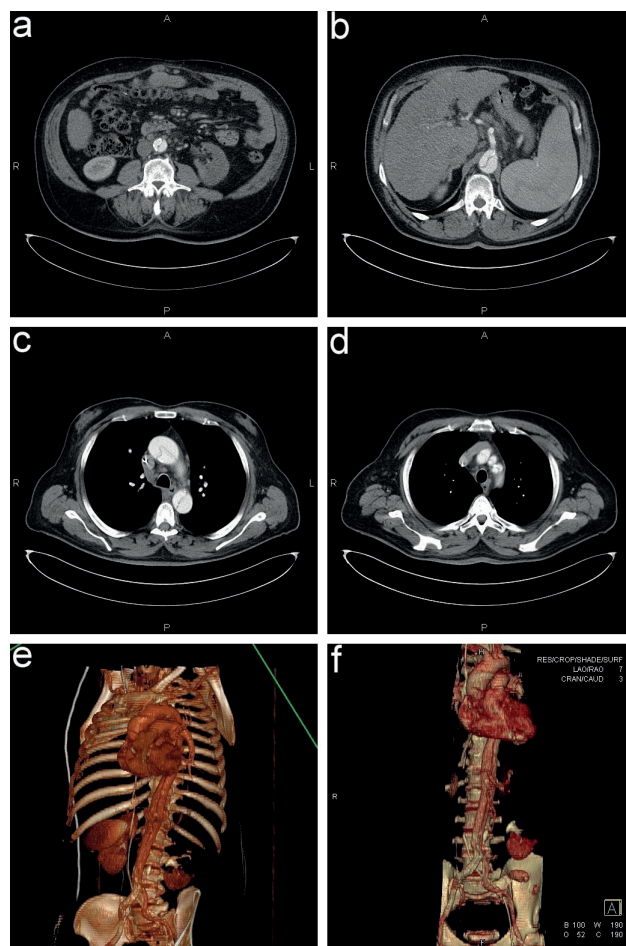 a
A
R
L
P
b
A
R
P
c
A
R
L
P
d
A
R
P
e
f
RES/CROP/SHADE/SURF
LAO/RAO 7
CRAN/CAUD 3
R
A
B 100 W 190
O 52 C 190